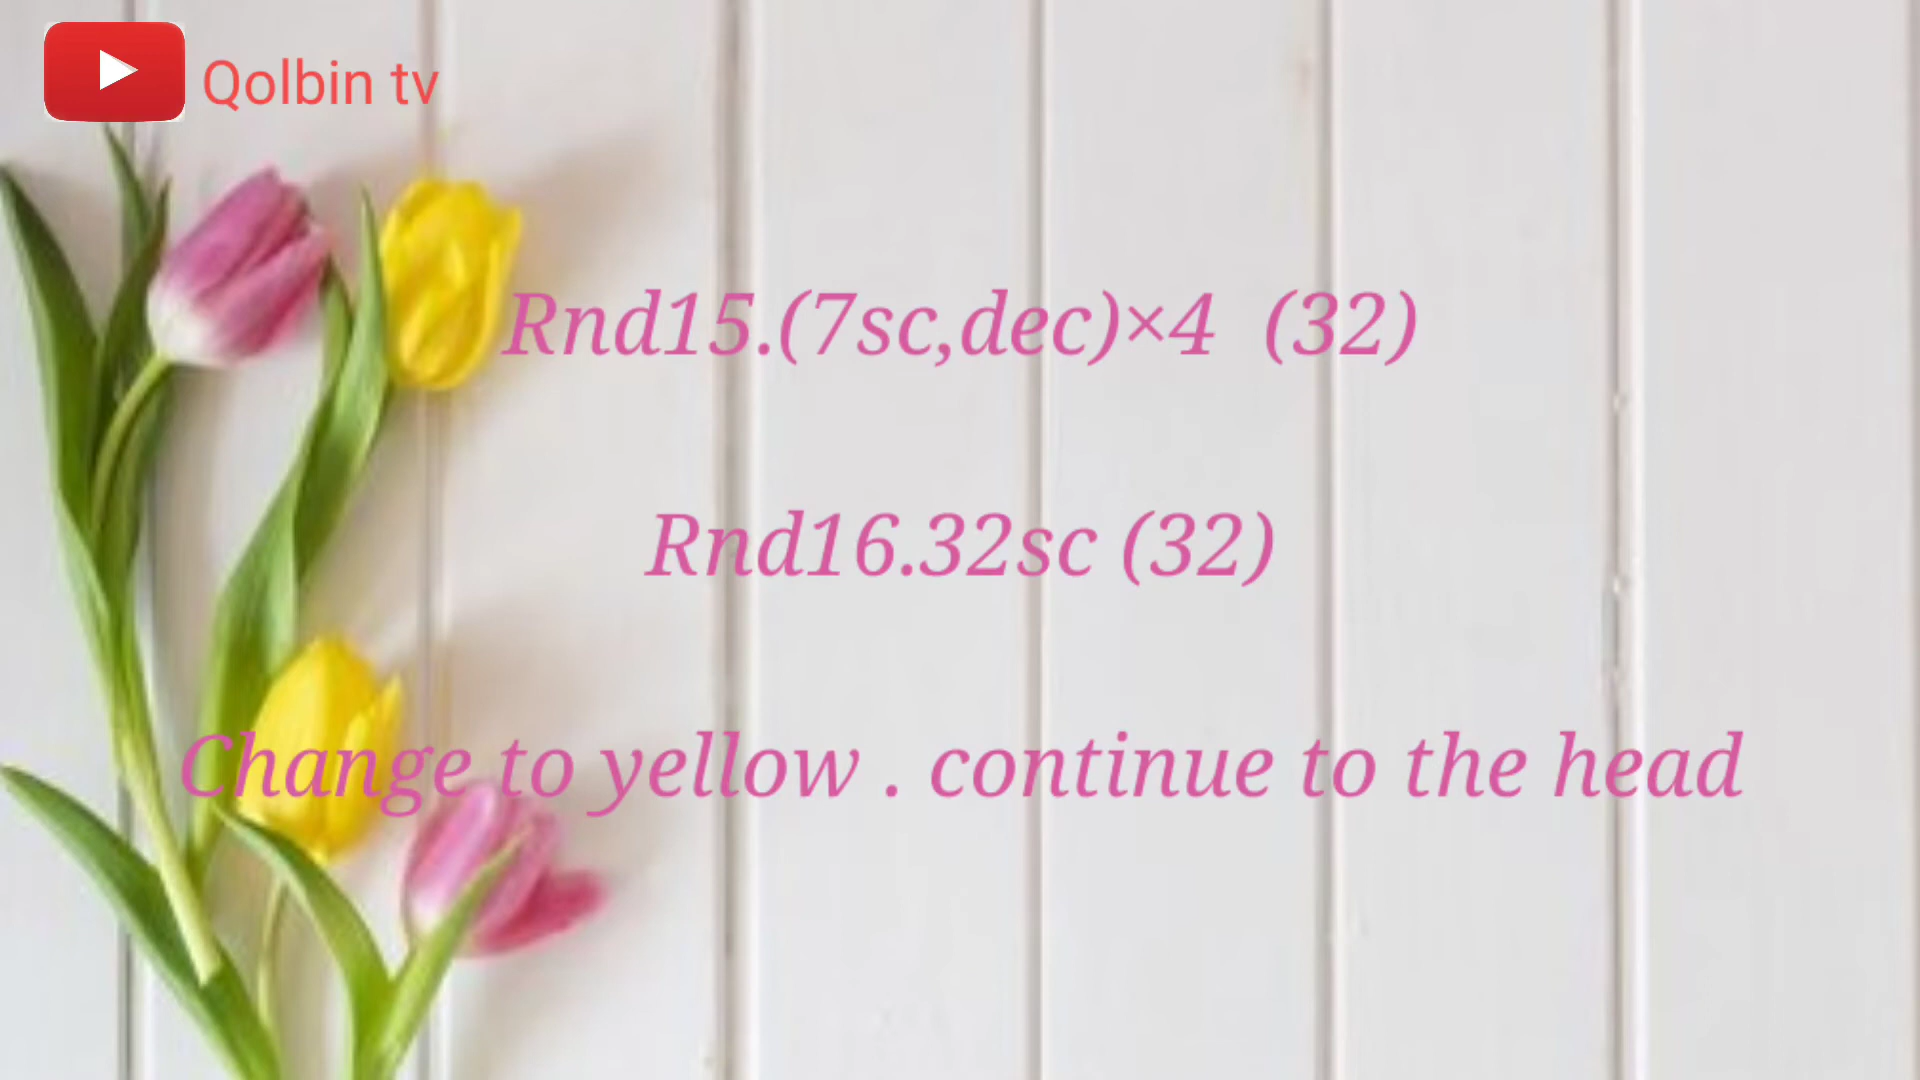 Qolbin tv
Rnd15.(7sc,dec)×4 (32)
Rnd16.32sc (32)
Change to yellow . continue to the head